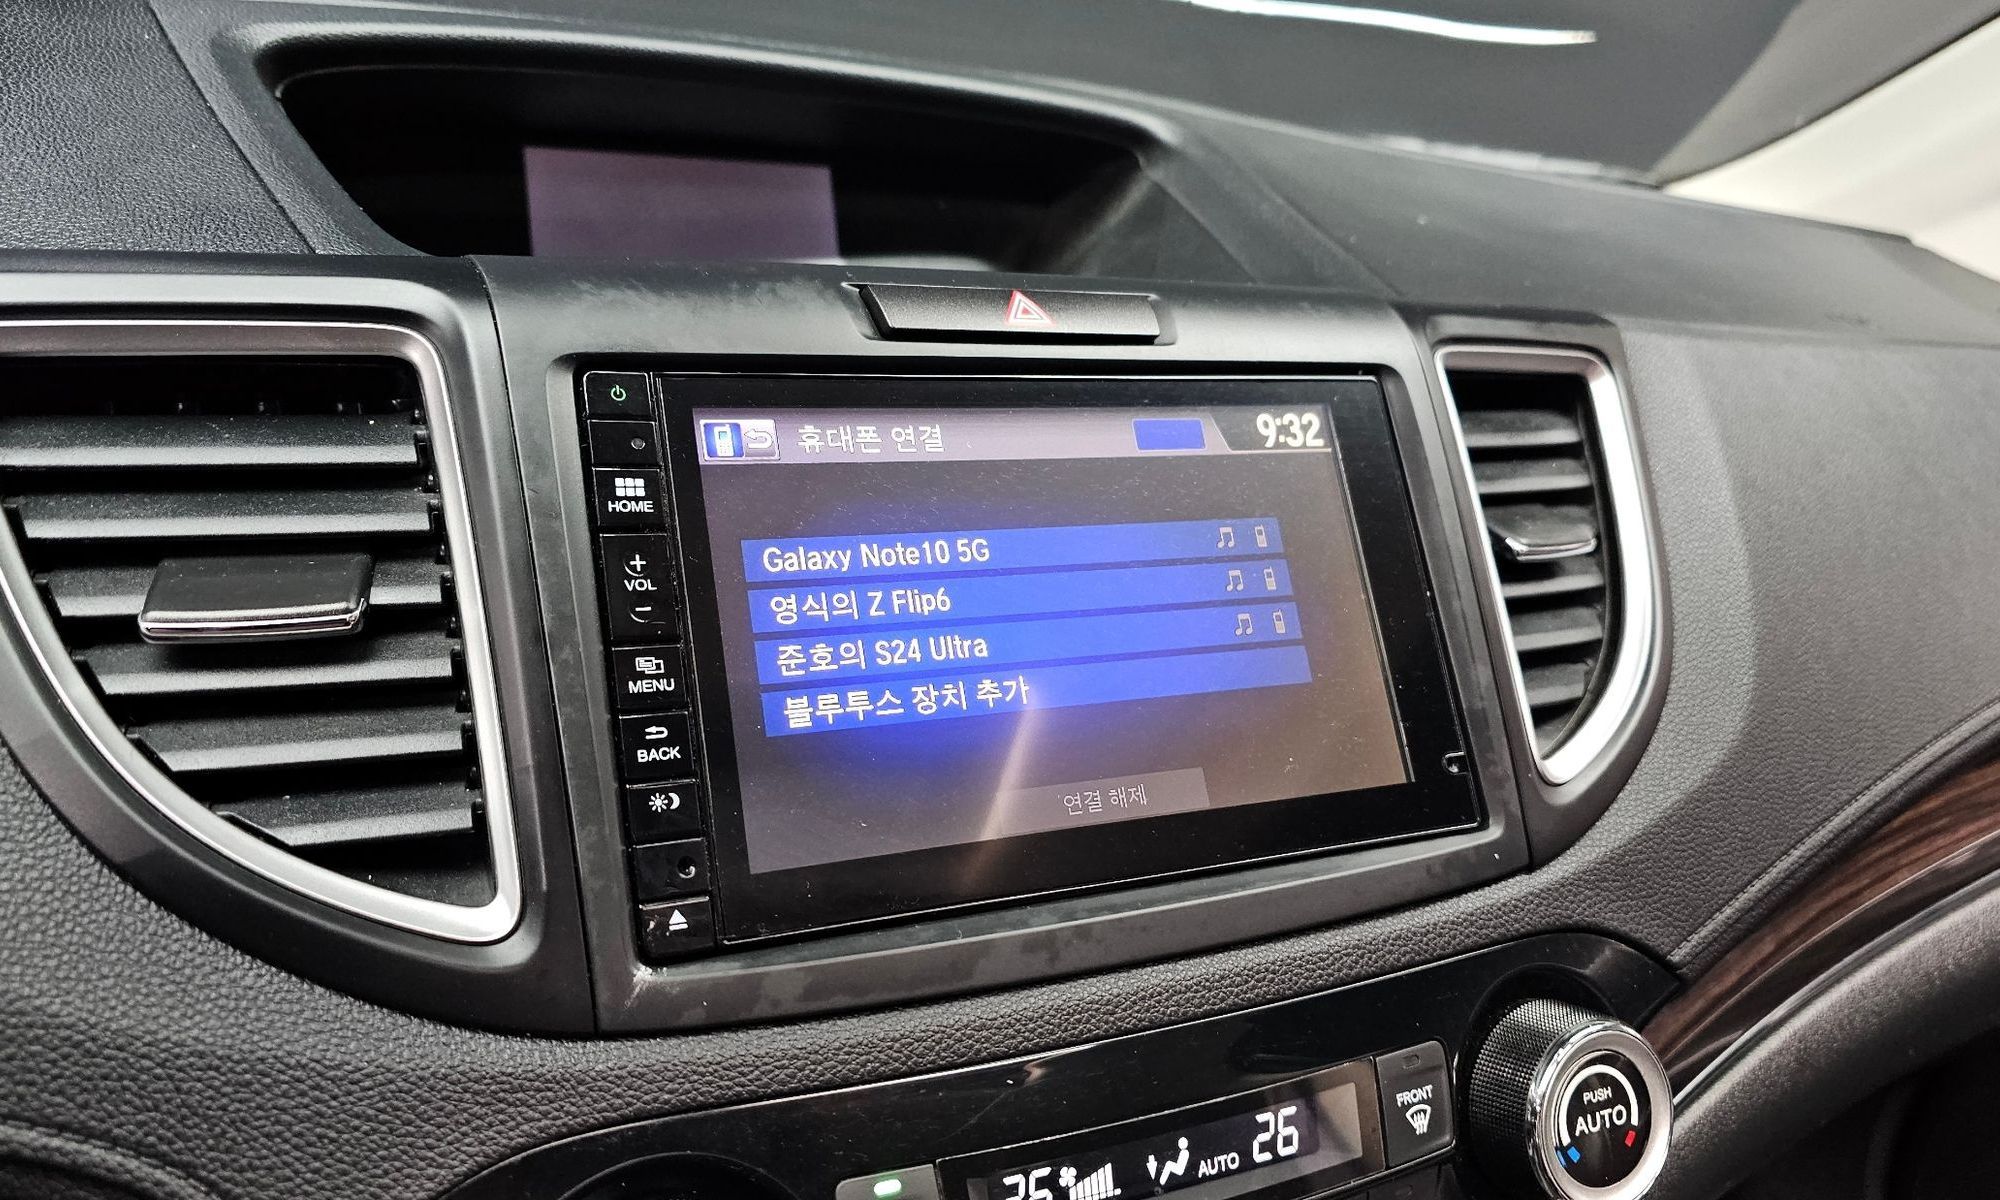 휴대폰 연결
9:32
HOME
Galaxy Note10 5G
VOL
영식의 Z Flip6
준호의 S24 Ultra
MENU
블루투스 장치 추가
BACK
연결 해제
FRONT
PUSH
AUTO
26
AUTO
26